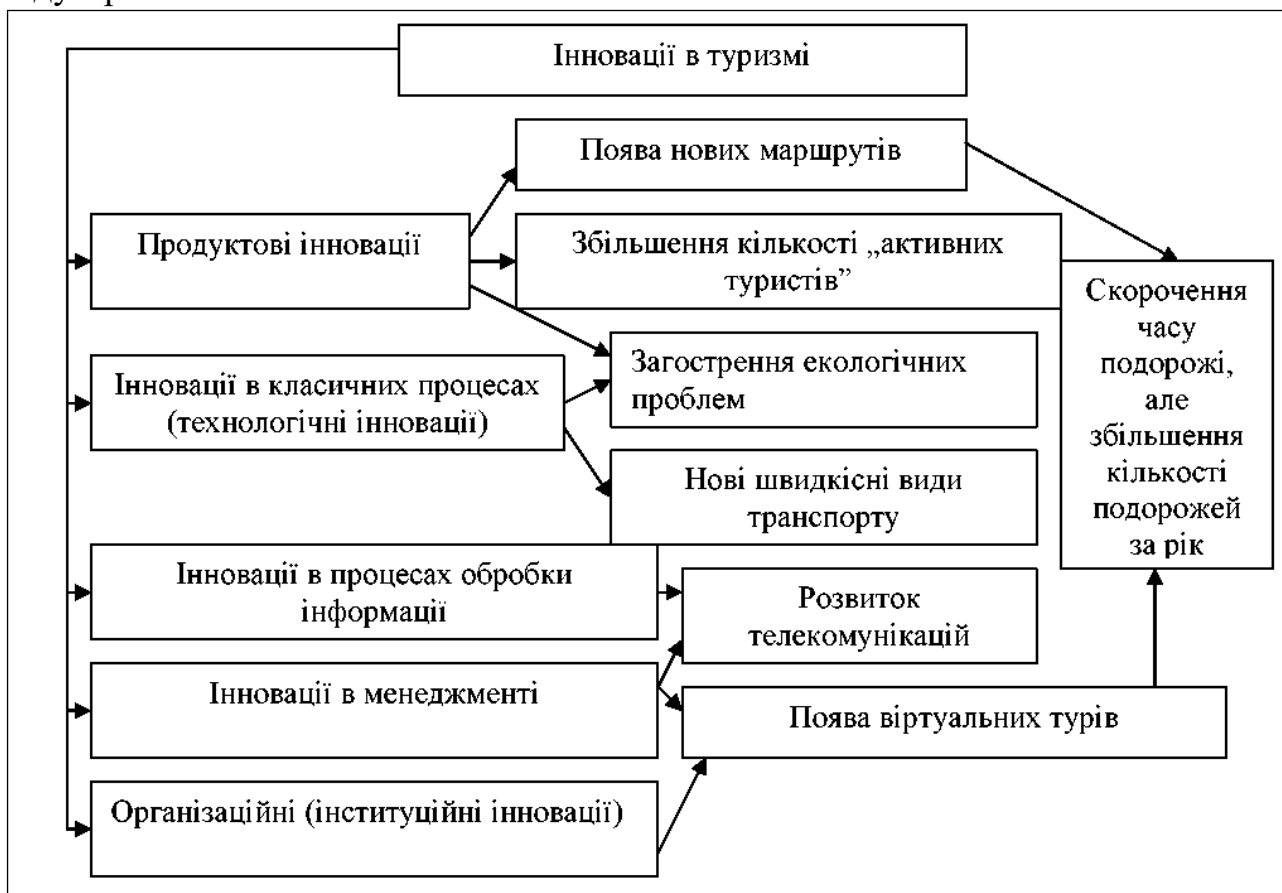 Інновації в туризмі
Поява нових маршрутів
Продуктові інновації
Збільшення кількості „активних
туристів”
Скорочення
часу
подорожі,
але
збільшення
кількості
подорожей
за рік
Загострення екологічних
проблем
Інновації в класичних процесах
(технологічні інновації)
Нові швидкісні види
транспорту
Інновації в процесах обробки
інформації
Розвиток
телекомунікацій
Інновації в менеджменті
Поява віртуальних турів
Організаційні (інституційні інновації)